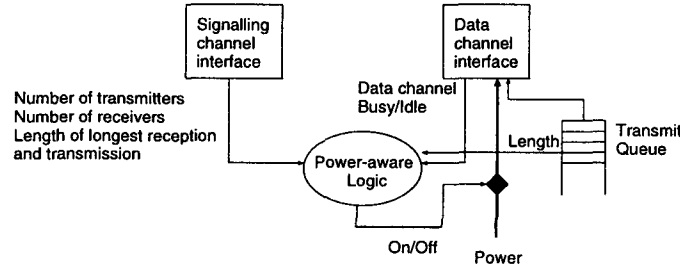 Signalling
channel
interface
Data
channel
interface
Number of transmitters
Number of receivers
Length of longest reception
and transmission
Data channel
Busy/Idle
Power-aware
Logic
Length
Transmit
Queue
On/Off
Power